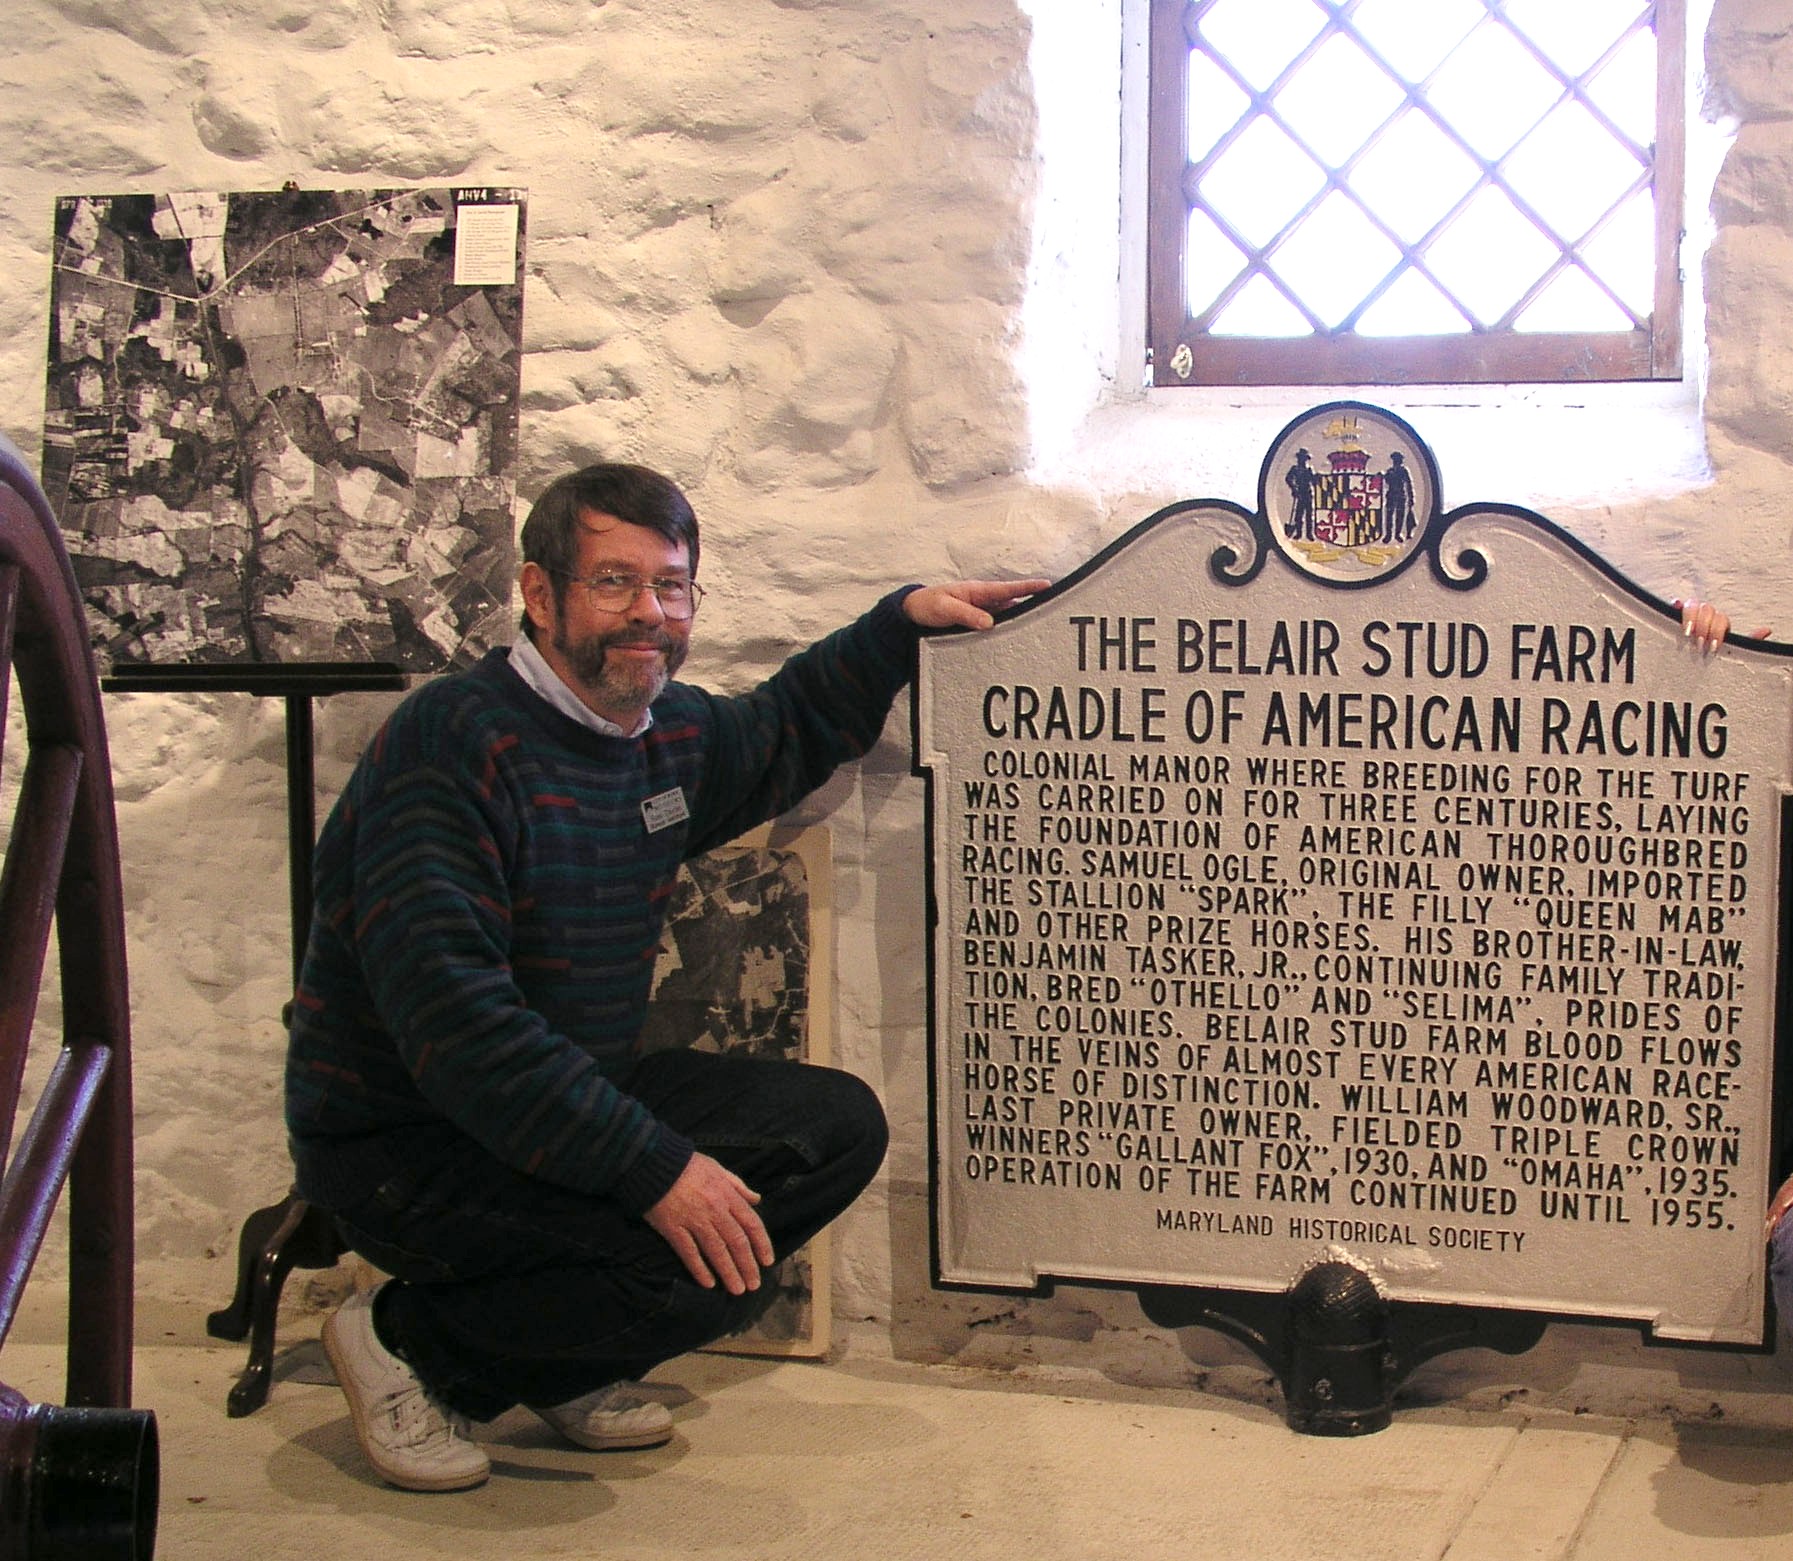 AHV4 - 1
THE BELAIR STUD FARM
CRADLE OF AMERICAN RACING
COLONIAL MANOR WHERE BREEDING FOR THE TURF
WAS CARRIED ON FOR THREE CENTURIES, LAYING
THE FOUNDATION OF AMERICAN THOROUGHBRED
RACING. SAMUEL OGLE, ORIGINAL OWNER, IMPORTED
THE STALLION "SPARK", THE FILLY "QUEEN MAB"
AND OTHER PRIZE HORSES. HIS BROTHER-IN-LAW,
BENJAMIN TASKER, JR., CONTINUING FAMILY TRADI-
TION, BRED "OTHELLO" AND "SELIMA", PRIDES OF
THE COLONIES. BELAIR STUD FARM BLOOD FLOWS
IN THE VEINS OF ALMOST EVERY AMERICAN RACE-
HORSE OF DISTINCTION. WILLIAM WOODWARD, SR.,
LAST PRIVATE OWNER, FIELDED TRIPLE CROWN
WINNERS "GALLANT FOX", 1930, AND "OMAHA", 1935.
OPERATION OF THE FARM CONTINUED UNTIL 1955.
MARYLAND HISTORICAL SOCIETY